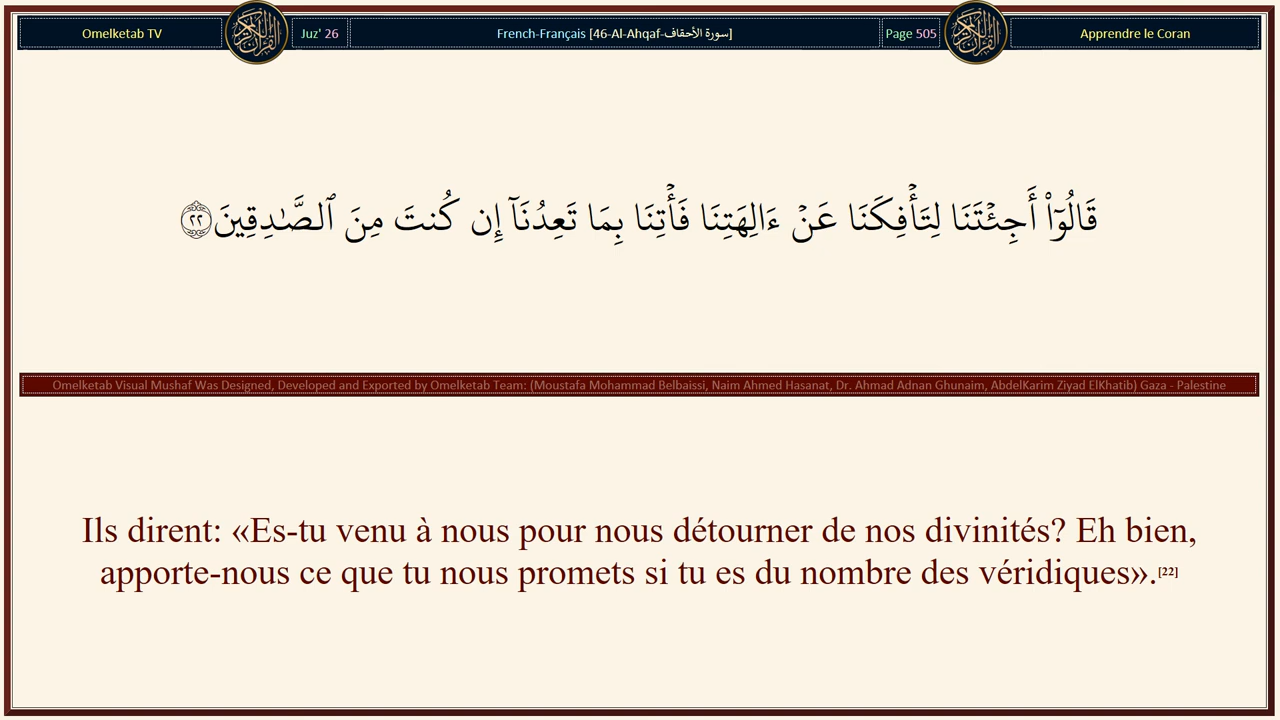 Omelketab TV
Juz' 26
French-Français [46-Al-Ahqaf-سورة الأحقاف]
Page 505
Apprendre le Coran
قَالُوٓا۟ أَجِئۡتَنَا لِتَأۡفِكَنَا عَنۡ ءَالِهَتِنَا فَأۡتِنَا بِمَا تَعِدُنَآ إِن كُنتَ مِنَ ٱلصَّـٰدِقِینَ ٢٢
Omelketab Visual Mushaf Was Designed, Developed and Exported by Omelketab Team: (Moustafa Mohammad Belbaissi, Naim Ahmed Hasanat, Dr. Ahmad Adnan Ghunaim, AbdelKarim Ziyad ElKhatib) Gaza - Palestine
Ils dirent: «Es-tu venu à nous pour nous détourner de nos divinités? Eh bien,
apporte-nous ce que tu nous promets si tu es du nombre des véridiques».[22]